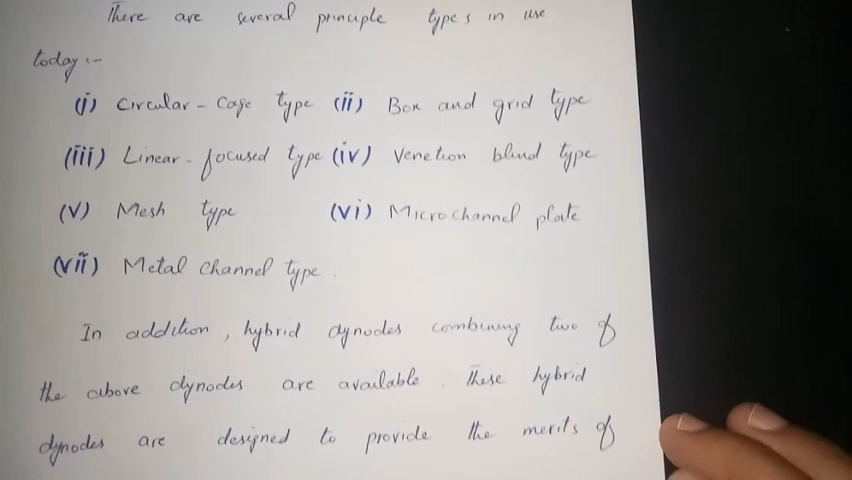 There are several principle types in use
today :-
(i) Circular - Cage type (ii) Box and grid type
(iii) Linear - focused type (iv) Venetion blind type
(v) Mesh type (vi) Microchannel plate
(vii) Metal Channel type.
In addition, hybrid dynodes combining two of
the above dynodes are available. These hybrid
dynodes are designed to provide the merits of